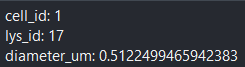 cell_id: 1
lys_id: 17
diameter_um: 0.5122499465942383